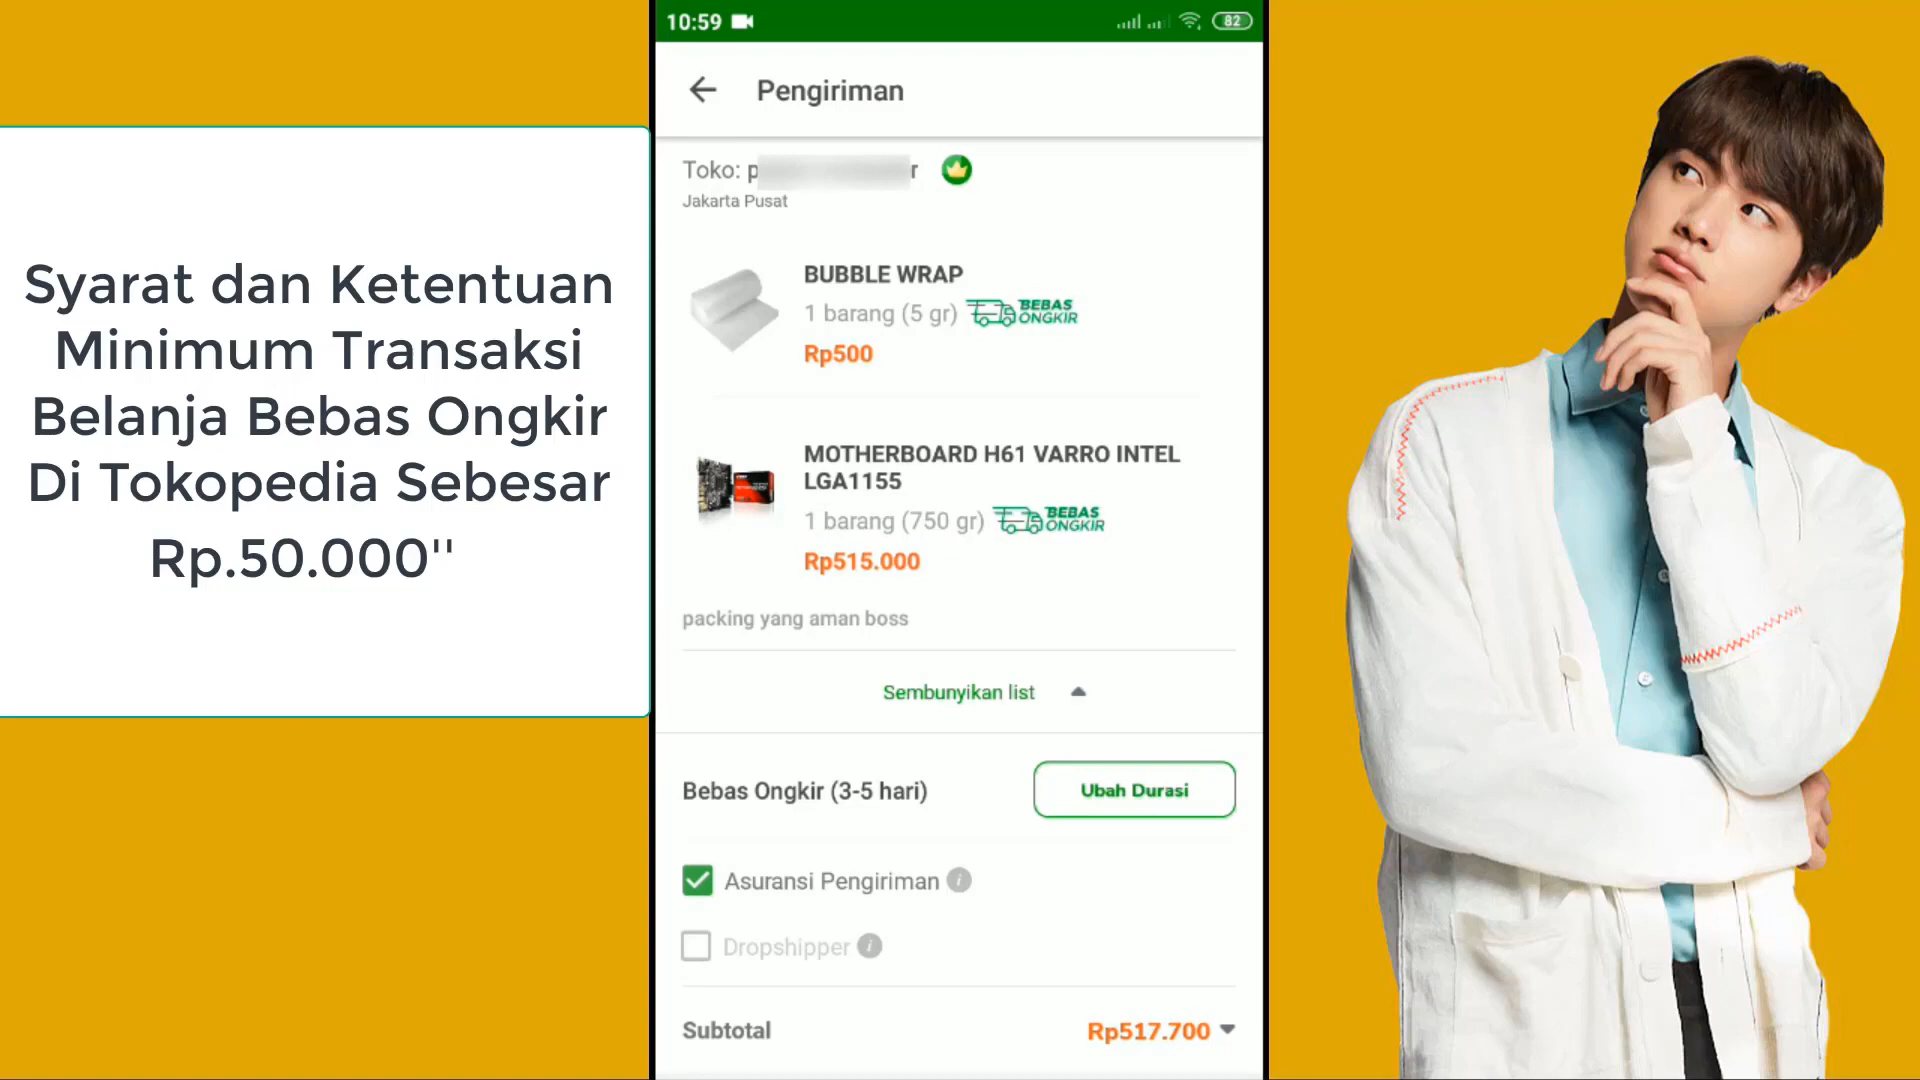 Syarat dan Ketentuan
Minimum Transaksi
Belanja Bebas Ongkir
Di Tokopedia Sebesar
Rp.50.000''
10:59
82
Pengiriman
Toko: p r
Jakarta Pusat
BUBBLE WRAP
1 barang (5 gr) BEBAS ONGKIR
Rp500
MOTHERBOARD H61 VARRO INTEL
LGA1155
1 barang (750 gr) BEBAS ONGKIR
Rp515.000
packing yang aman boss
Sembunyikan list
Bebas Ongkir (3-5 hari)
Ubah Durasi
Asuransi Pengiriman
Dropshipper
Subtotal
Rp517.700